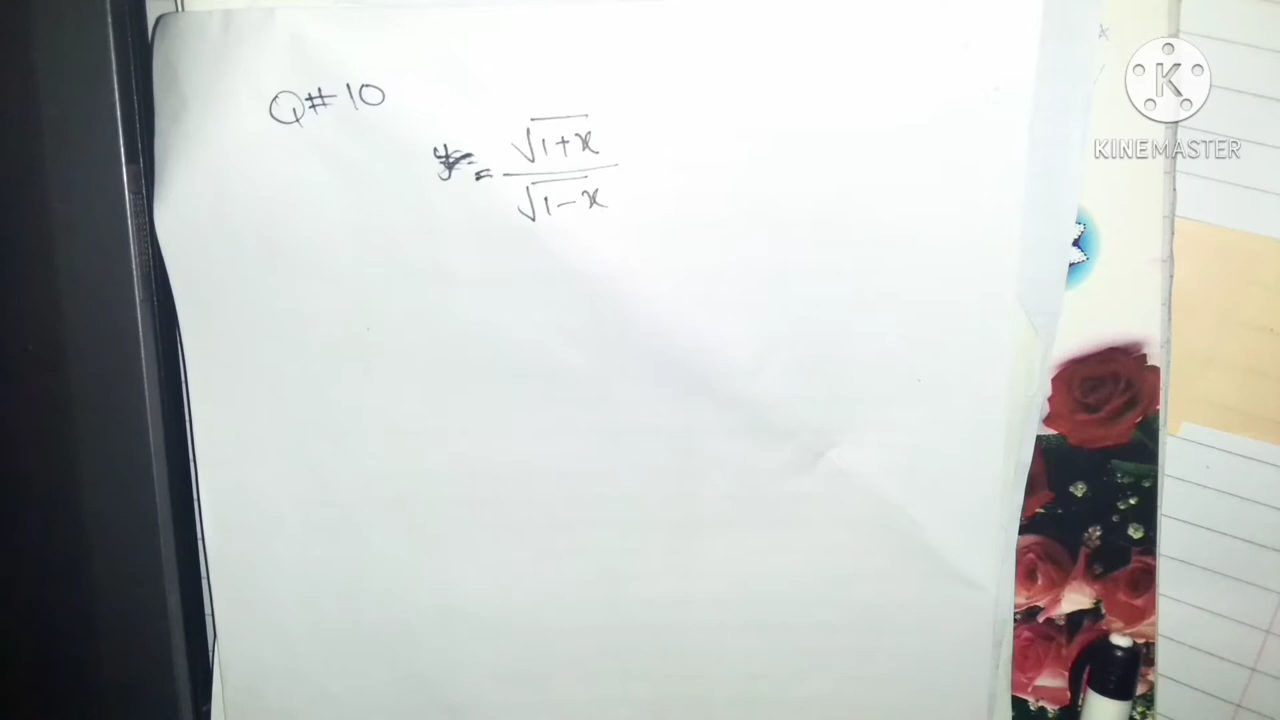 Q#10
y = √1+x / √1-x
K
KINEMASTER